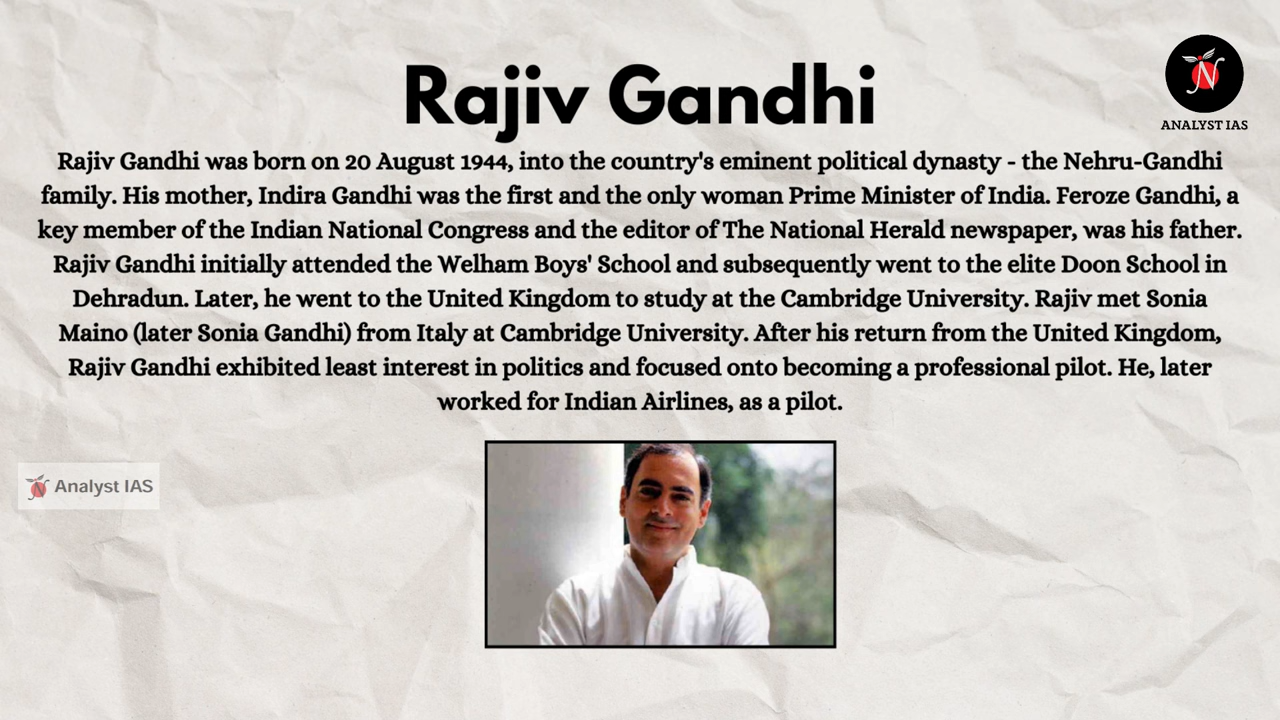 Rajiv Gandhi
ANALYST IAS
Rajiv Gandhi was born on 20 August 1944, into the country's eminent political dynasty - the Nehru-Gandhi
family. His mother, Indira Gandhi was the first and the only woman Prime Minister of India. Feroze Gandhi, a
key member of the Indian National Congress and the editor of The National Herald newspaper, was his father.
Rajiv Gandhi initially attended the Welham Boys' School and subsequently went to the elite Doon School in
Dehradun. Later, he went to the United Kingdom to study at the Cambridge University. Rajiv met Sonia
Maino (later Sonia Gandhi) from Italy at Cambridge University. After his return from the United Kingdom,
Rajiv Gandhi exhibited least interest in politics and focused onto becoming a professional pilot. He, later
worked for Indian Airlines, as a pilot.
Analyst IAS